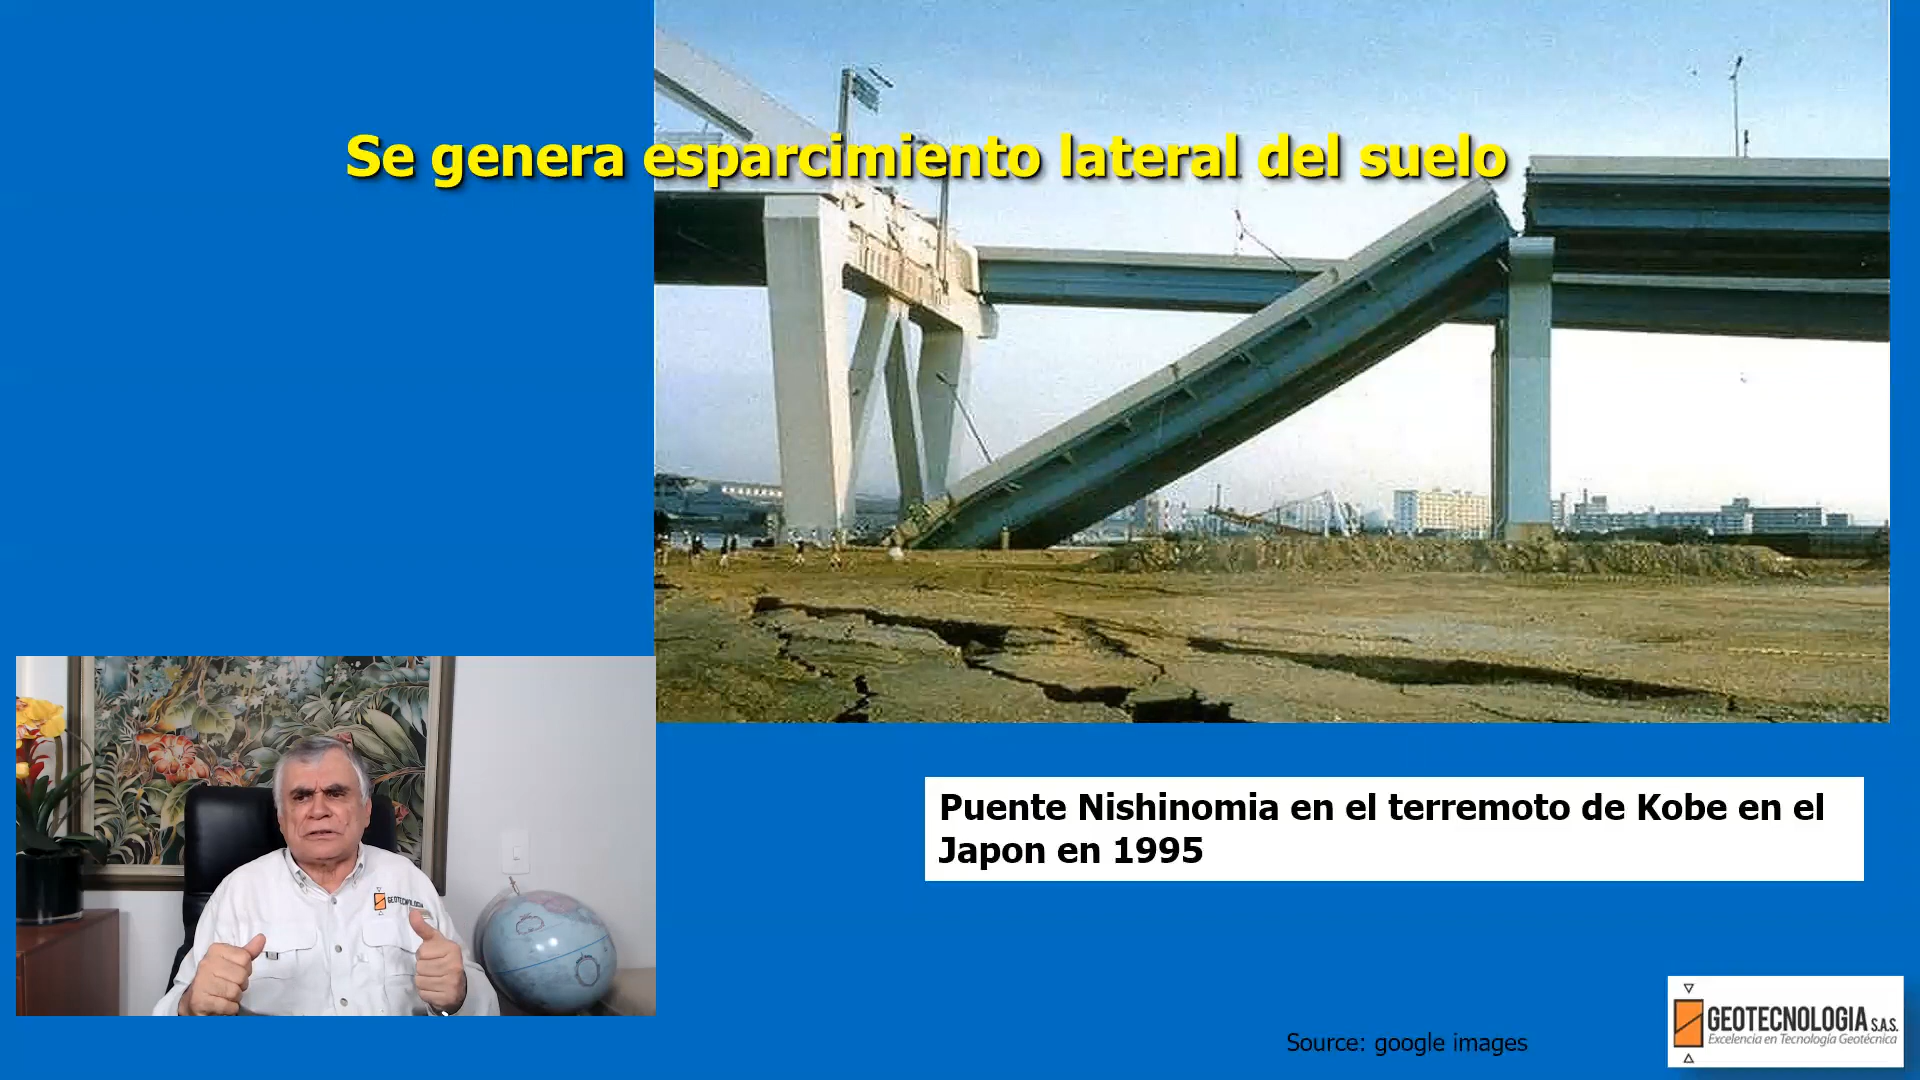 Se genera esparcimiento lateral del suelo
GEOTECNOLOGIA
Puente Nishinomia en el terremoto de Kobe en el
Japon en 1995
Source: google images
GEOTECNOLOGIA S.A.S.
Excelencia en Tecnología Geotécnica